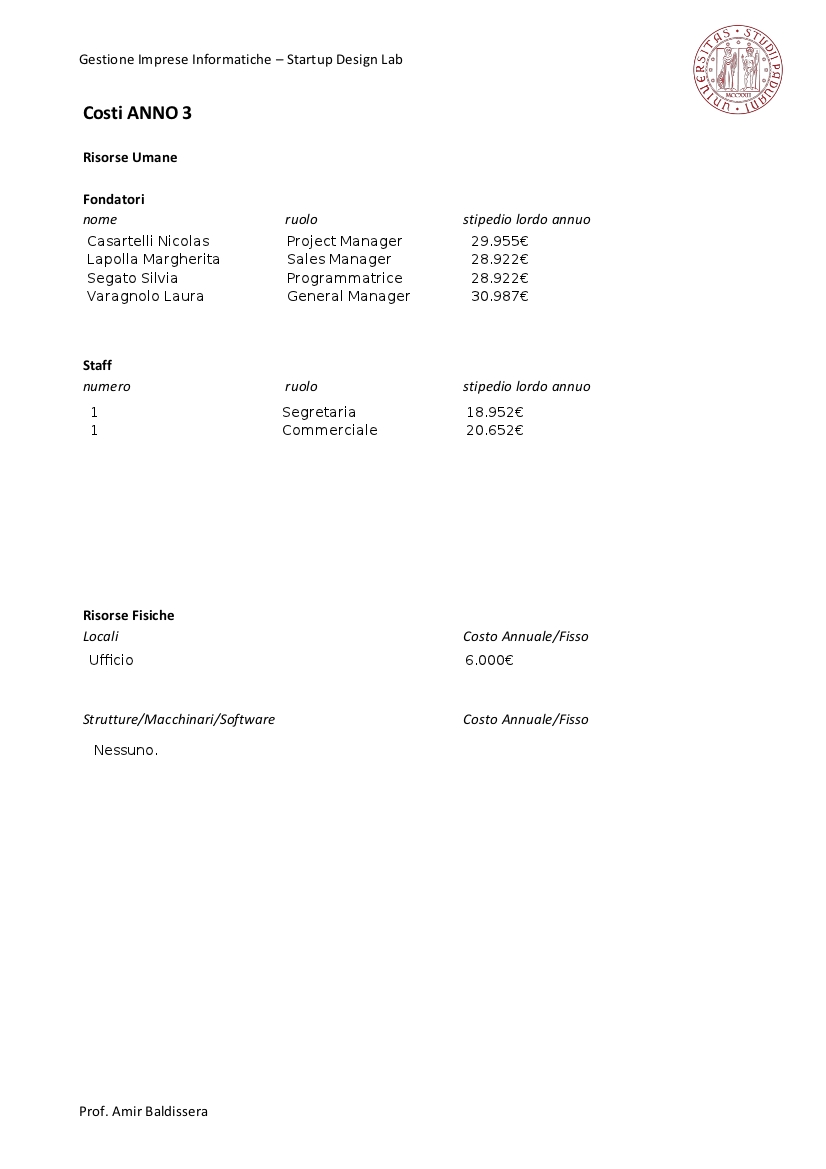 Gestione Imprese Informatiche – Startup Design Lab
UNIVERSITAS • STUDII PADUANI •
MCCXXII
Costi ANNO 3
Risorse Umane
Fondatori
nome ruolo stipedio lordo annuo
Casartelli Nicolas Project Manager 29.955€
Lapolla Margherita Sales Manager 28.922€
Segato Silvia Programmatrice 28.922€
Varagnolo Laura General Manager 30.987€
Staff
numero ruolo stipedio lordo annuo
1 Segretaria 18.952€
1 Commerciale 20.652€
Risorse Fisiche
Locali Costo Annuale/Fisso
Ufficio 6.000€
Strutture/Macchinari/Software Costo Annuale/Fisso
Nessuno.
Prof. Amir Baldissera